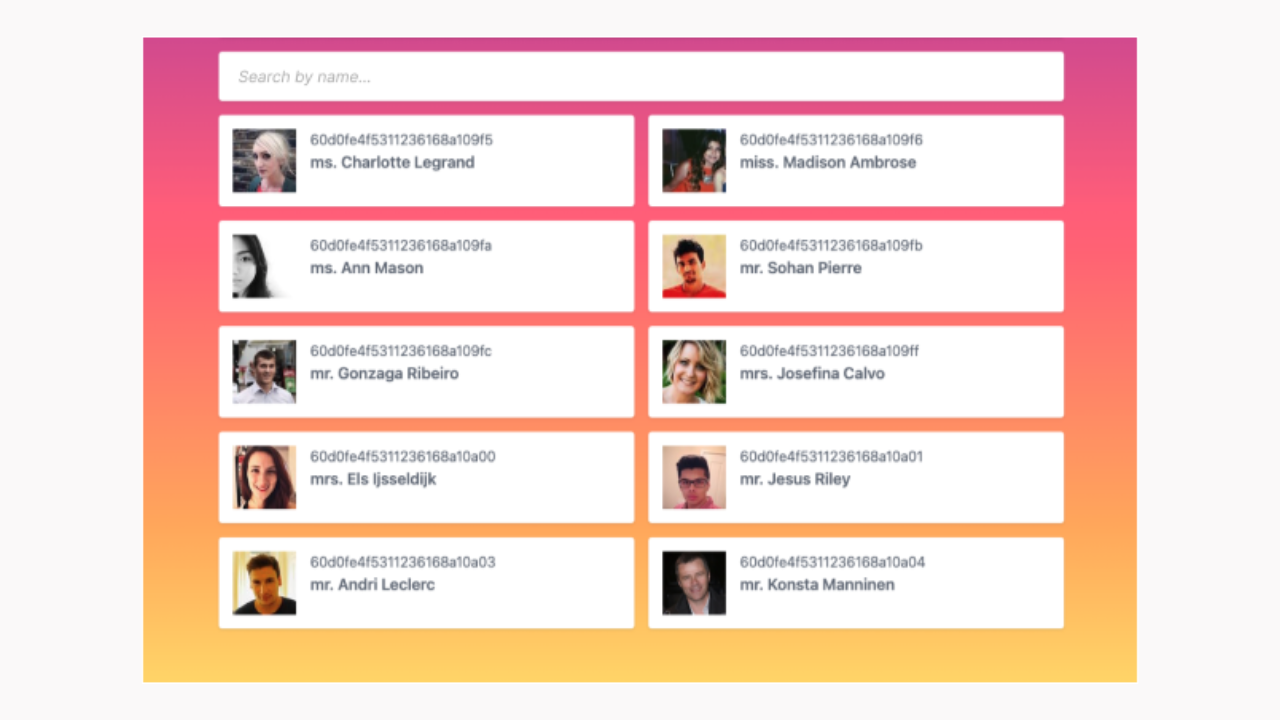 Search by name...
60d0fe4f5311236168a109f5
ms. Charlotte Legrand
60d0fe4f5311236168a109f6
miss. Madison Ambrose
60d0fe4f5311236168a109fa
ms. Ann Mason
60d0fe4f5311236168a109fb
mr. Sohan Pierre
60d0fe4f5311236168a109fc
mr. Gonzaga Ribeiro
60d0fe4f5311236168a109ff
mrs. Josefina Calvo
60d0fe4f5311236168a10a00
mrs. Els Ijsseldijk
60d0fe4f5311236168a10a01
mr. Jesus Riley
60d0fe4f5311236168a10a03
mr. Andri Leclerc
60d0fe4f5311236168a10a04
mr. Konsta Manninen